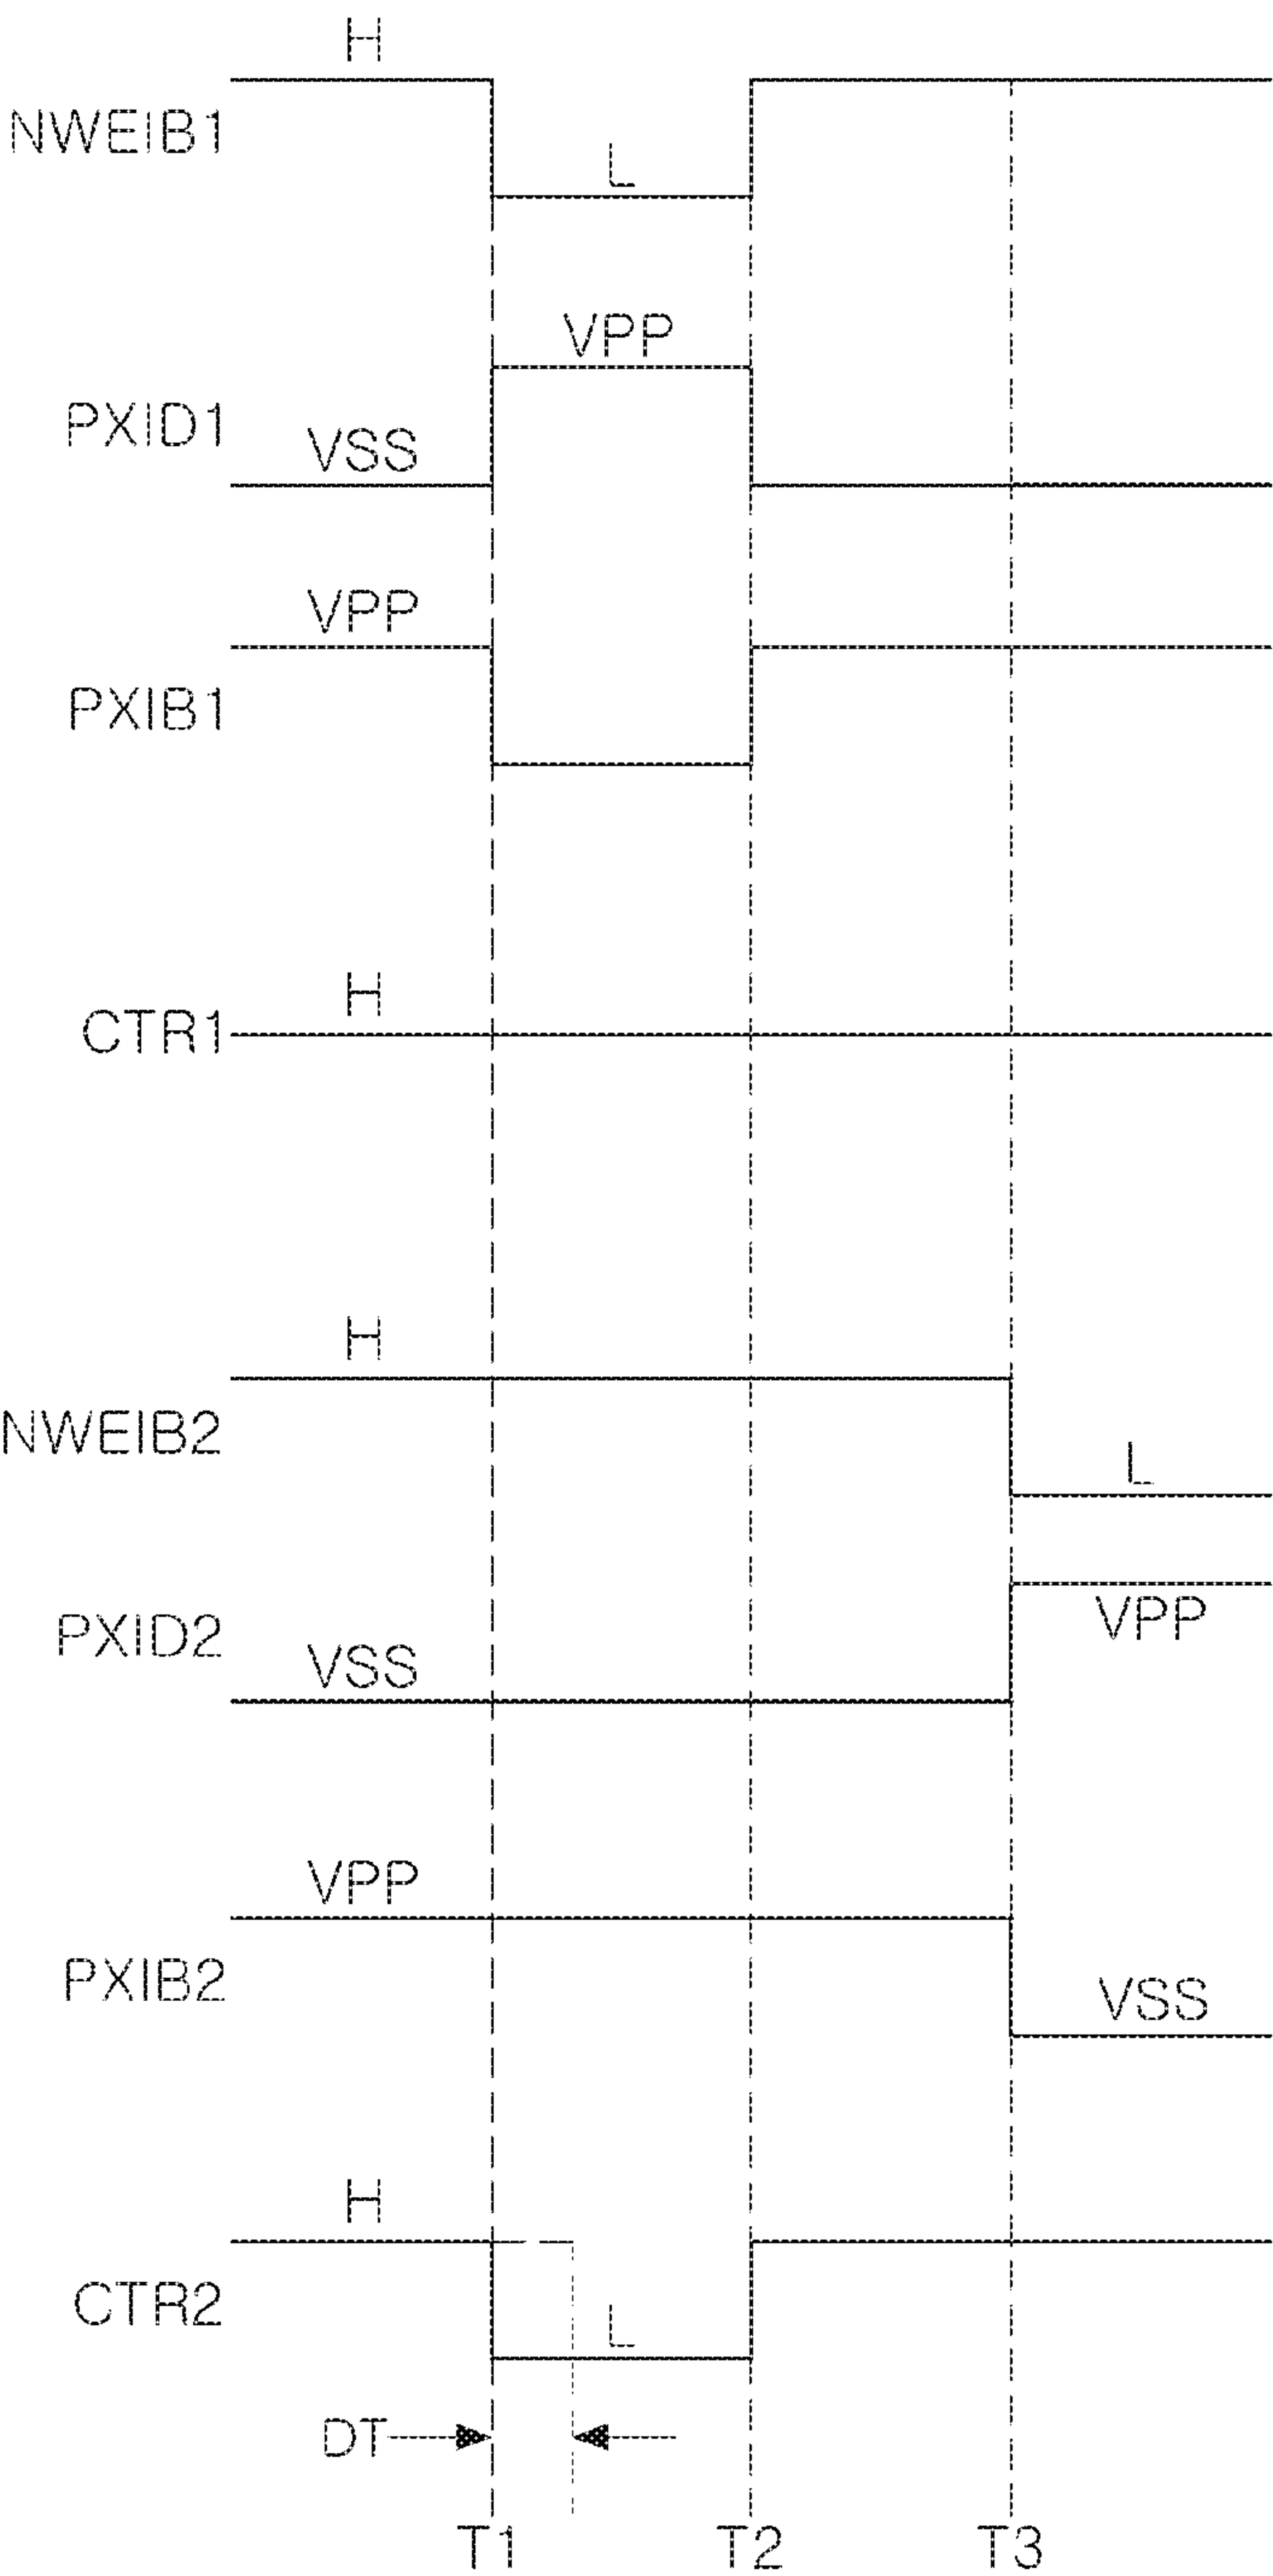 H
NWEIB1
L
VPP
PXID1
VSS
VPP
PXIB1
H
CTR1
H
NWEIB2
L
PXID2
VPP
VSS
VPP
PXIB2
VSS
H
CTR2
L
DT
T1 T2 T3